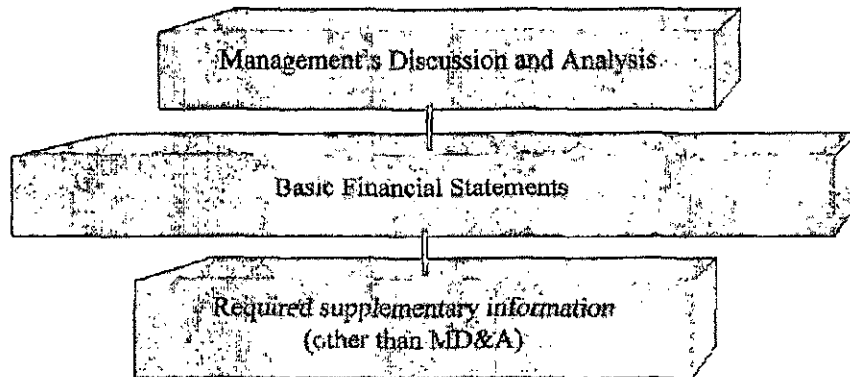 Management's Discussion and Analysis
Basic Financial Statements
Required supplementary information
(other than MD&A)